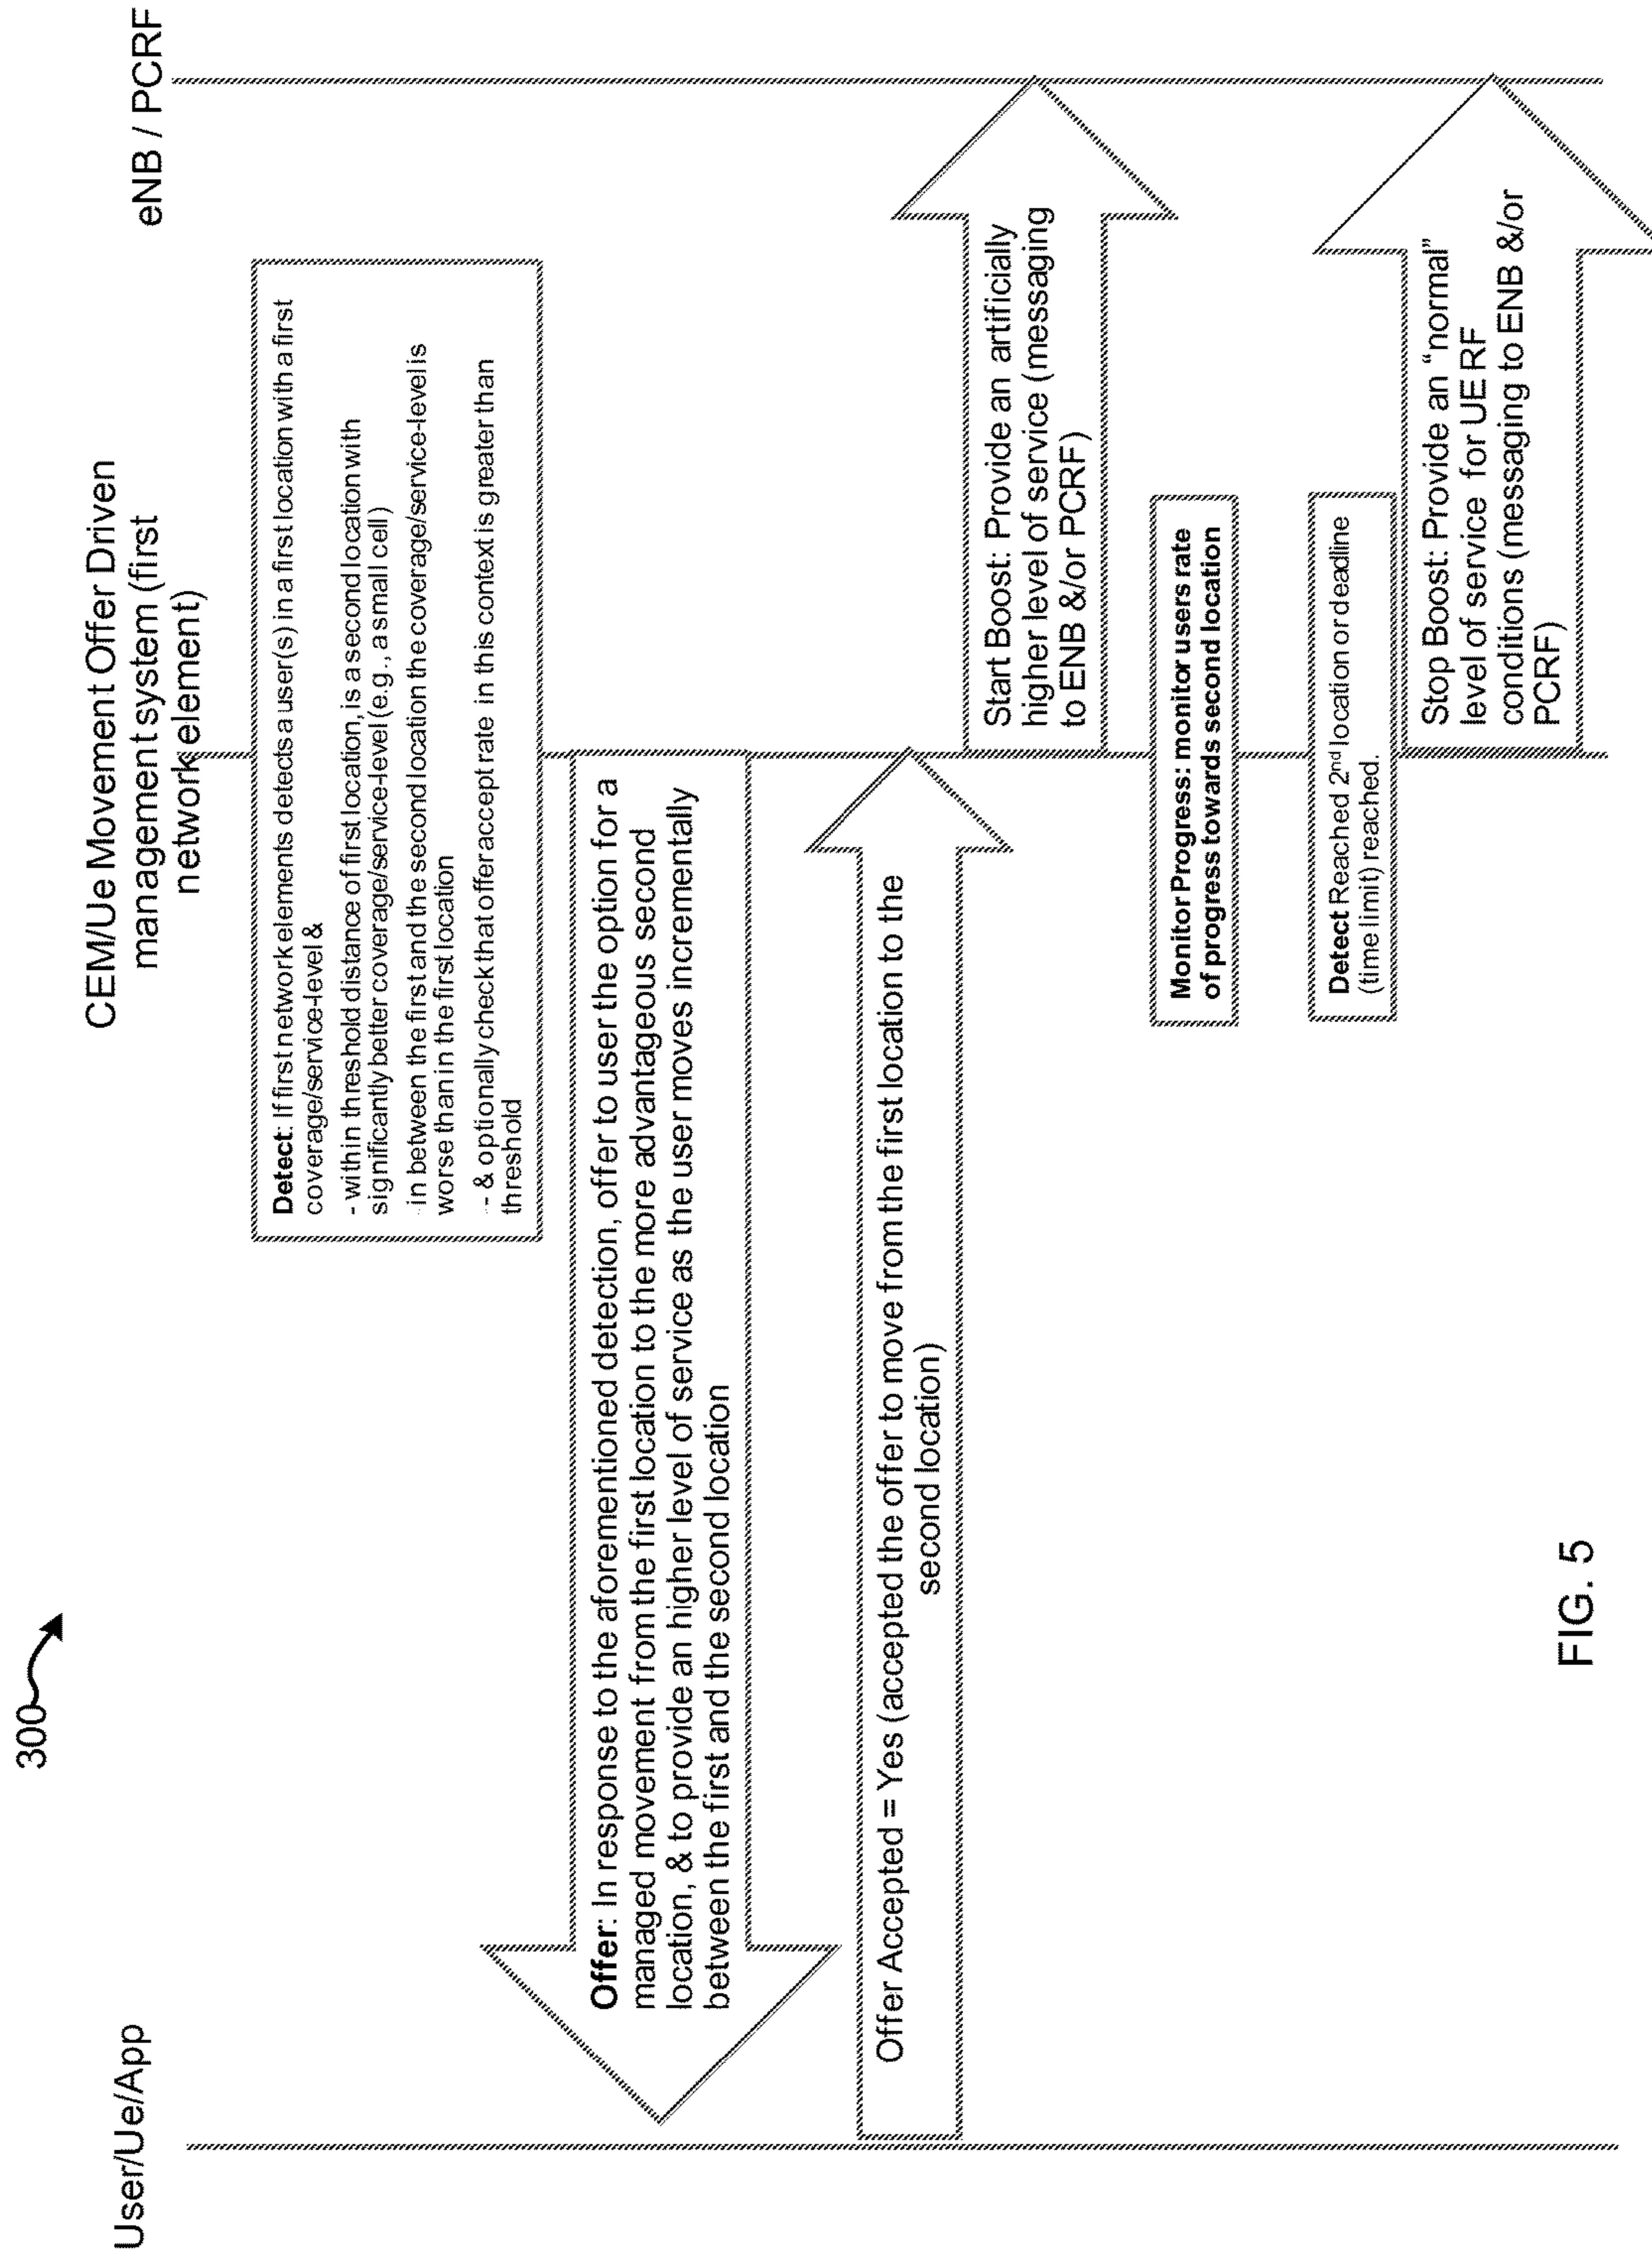 300
User/Ue/App
CEM/Ue Movement Offer Driven
management system (first
network element)
eNB / PCRF
Detect: If first network elements detects a user(s) in a first location with a first
coverage/service-level &
- within threshold distance of first location, is a second location with
significantly better coverage/service-level (e.g., a small cell)
- in between the first and the second location the coverage/service-level is
worse than in the first location
- & optionally check that offer accept rate in this context is greater than
threshold
Offer: In response to the aforementioned detection, offer to user the option for a
managed movement from the first location to the more advantageous second
location, & to provide an higher level of service as the user moves incrementally
between the first and the second location
Offer Accepted = Yes (accepted the offer to move from the first location to the
second location)
Start Boost: Provide an artificially
higher level of service (messaging
to ENB &/or PCRF)
Monitor Progress: monitor users rate
of progress towards second location
Detect Reached 2nd location or deadline
(time limit) reached.
Stop Boost: Provide an “normal”
level of service for UE RF
conditions (messaging to ENB &/or
PCRF)
FIG. 5